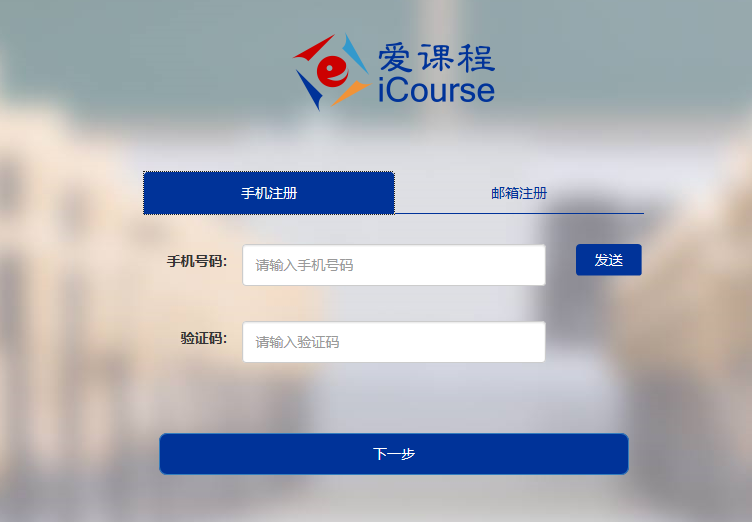 爱课程
iCourse
手机注册
邮箱注册
手机号码：
请输入手机号码
发送
验证码：
请输入验证码
下一步